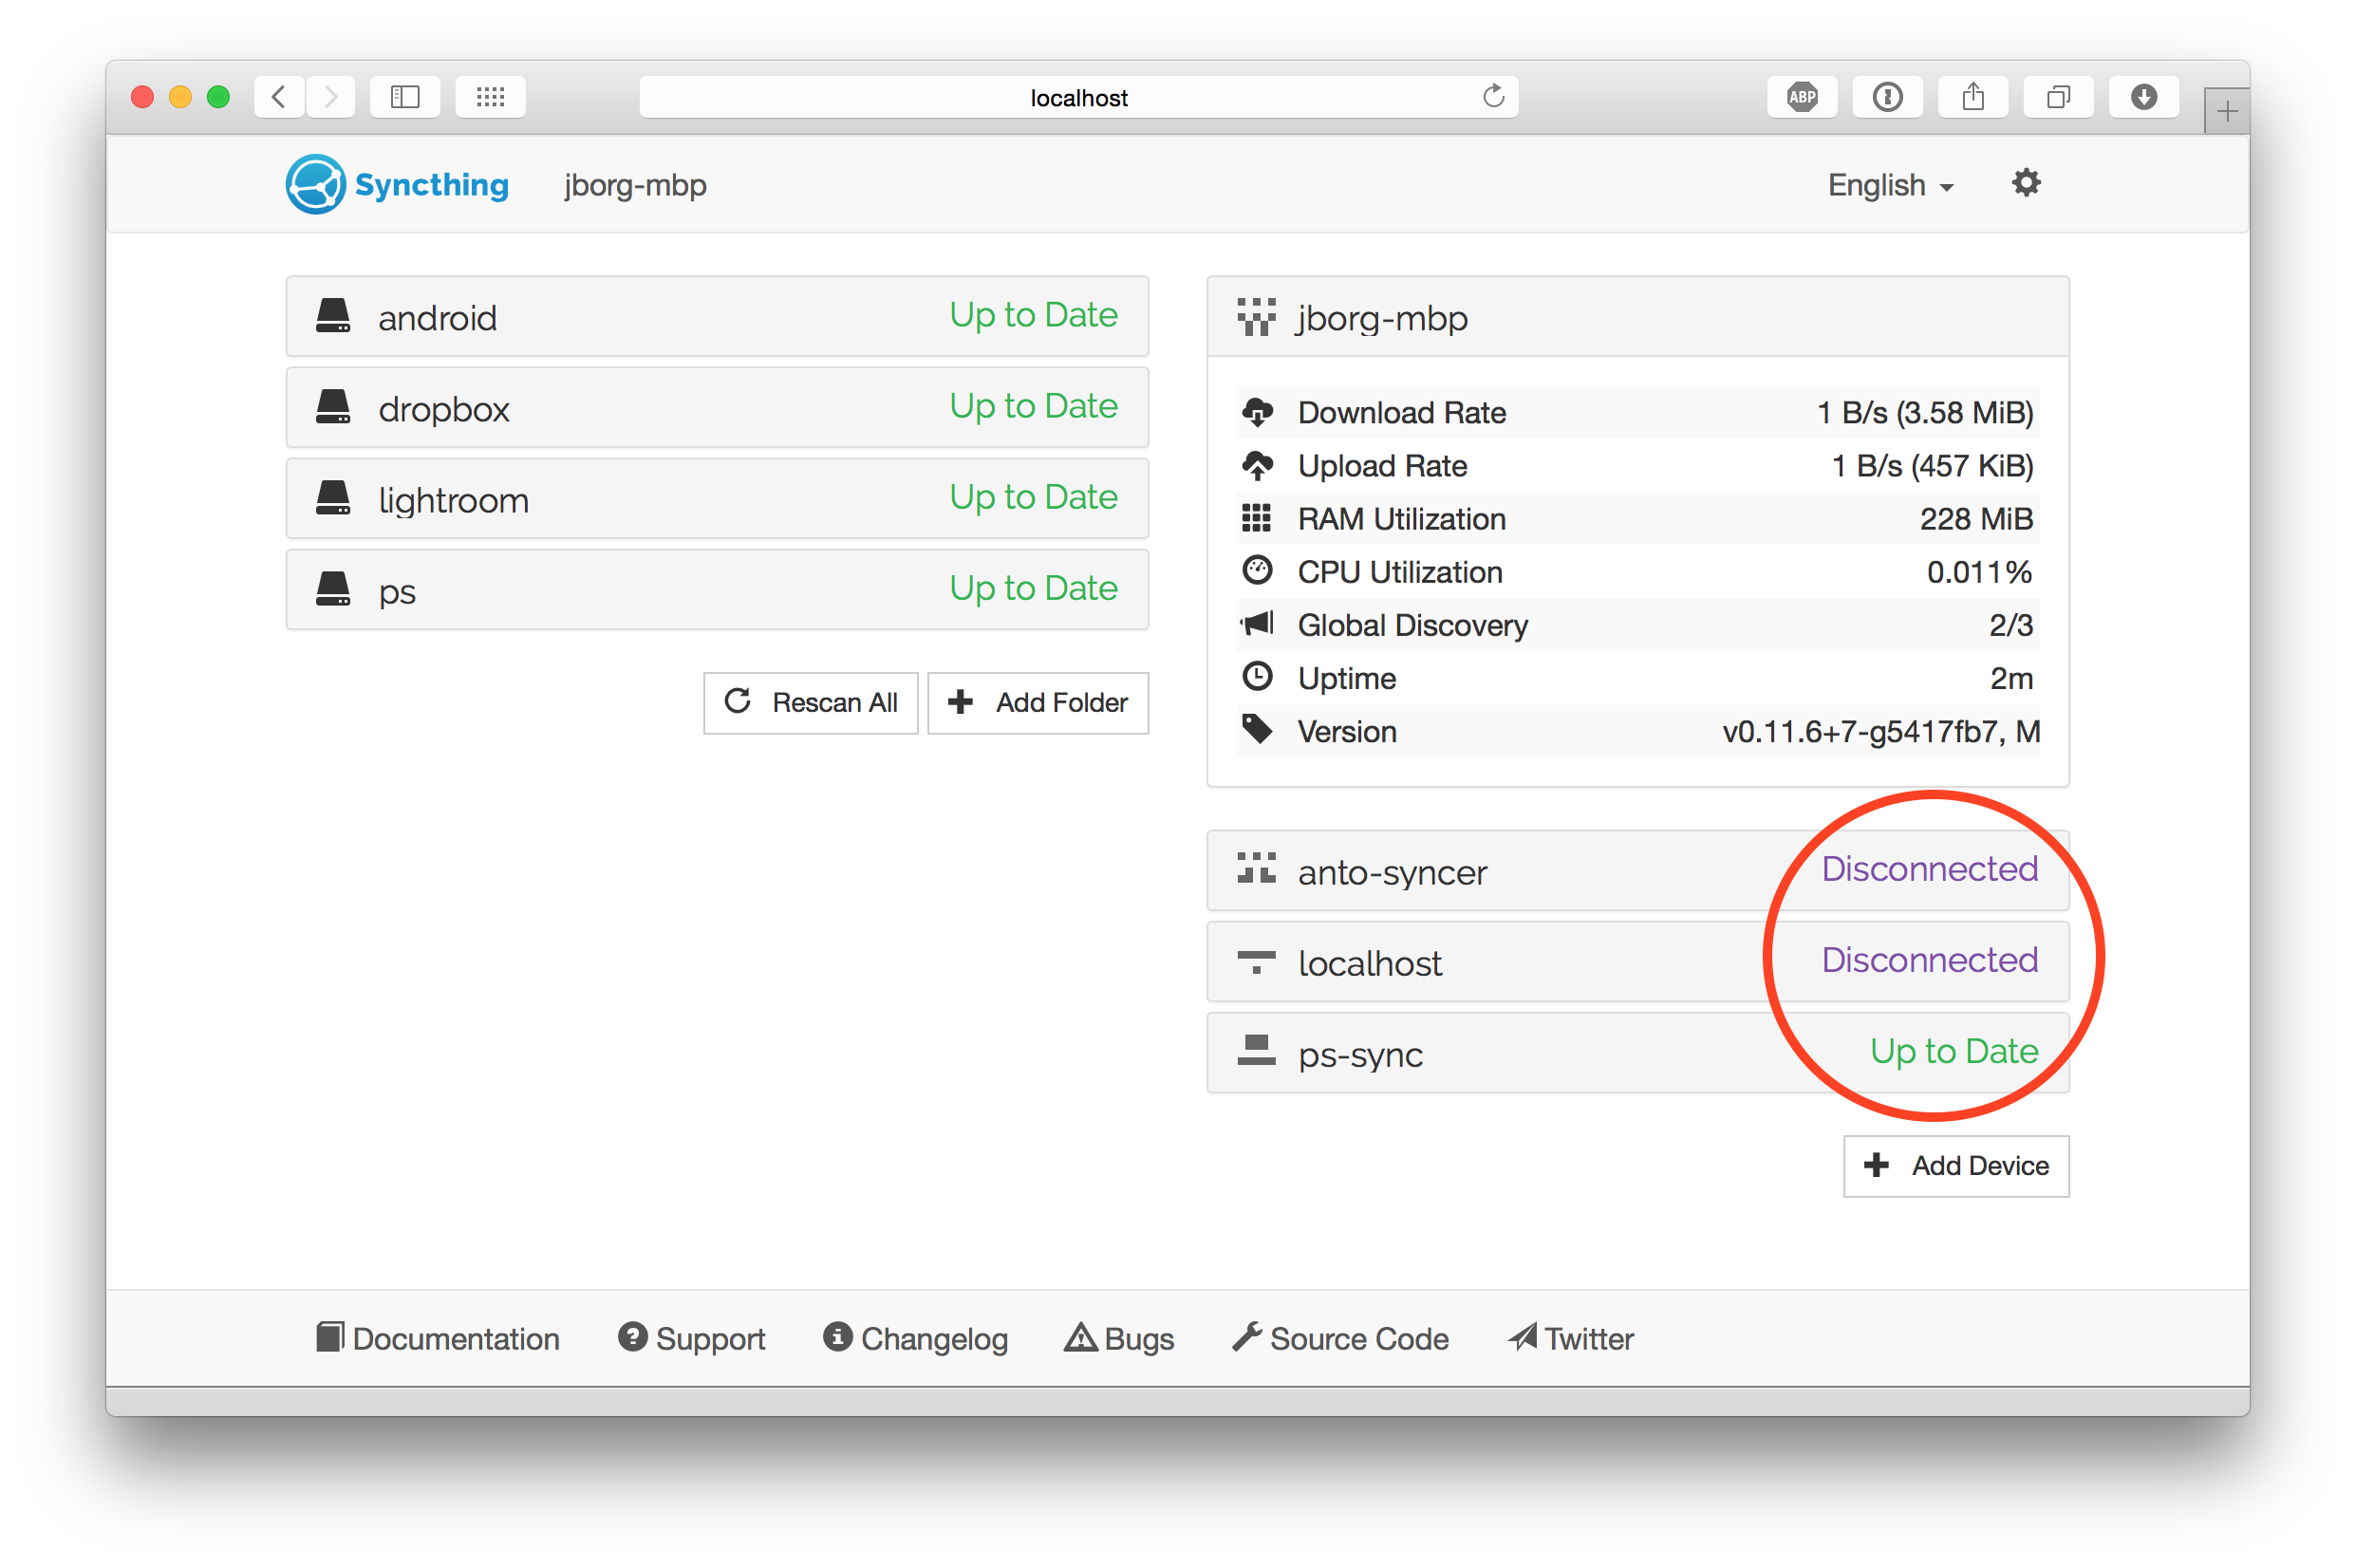 localhost
ABP
Syncthing jborg-mbp English
android Up to Date
dropbox Up to Date
lightroom Up to Date
ps Up to Date
Rescan All Add Folder
jborg-mbp
Download Rate 1 B/s (3.58 MiB)
Upload Rate 1 B/s (457 KiB)
RAM Utilization 228 MiB
CPU Utilization 0.011%
Global Discovery 2/3
Uptime 2m
Version v0.11.6+7-g5417fb7, M
anto-syncer Disconnected
localhost Disconnected
ps-sync Up to Date
Add Device
Documentation Support Changelog Bugs Source Code Twitter